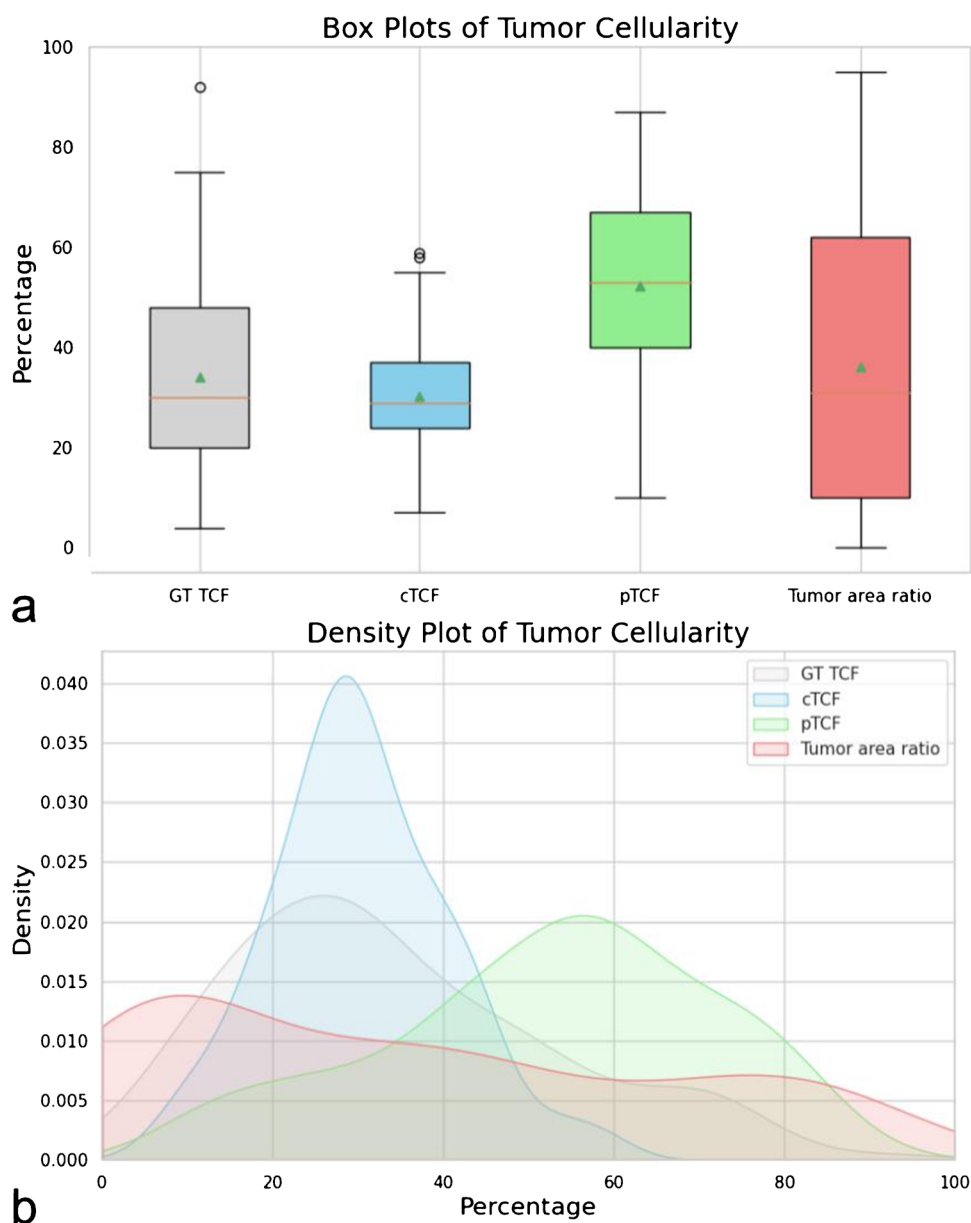 Box Plots of Tumor Cellularity
100
80
60
40
20
0
Percentage
GT TCF
cTCF
pTCF
Tumor area ratio
a
Density Plot of Tumor Cellularity
GT TCF
cTCF
pTCF
Tumor area ratio
0.040
0.035
0.030
0.025
0.020
0.015
0.010
0.005
0.000
Density
0
20
40
60
80
100
Percentage
b